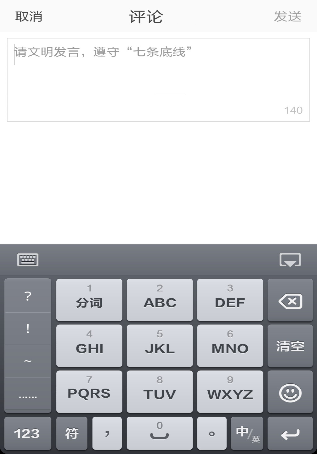 取消 评论 发送
请文明发言，遵守“七条底线”
140
? 1 2 3
分词 ABC DEF
! 4 5 6
GHI JKL MNO 清空
~ 7 8 9
PQRS TUV WXYZ
...... 0
123 符 ， 。 中/英